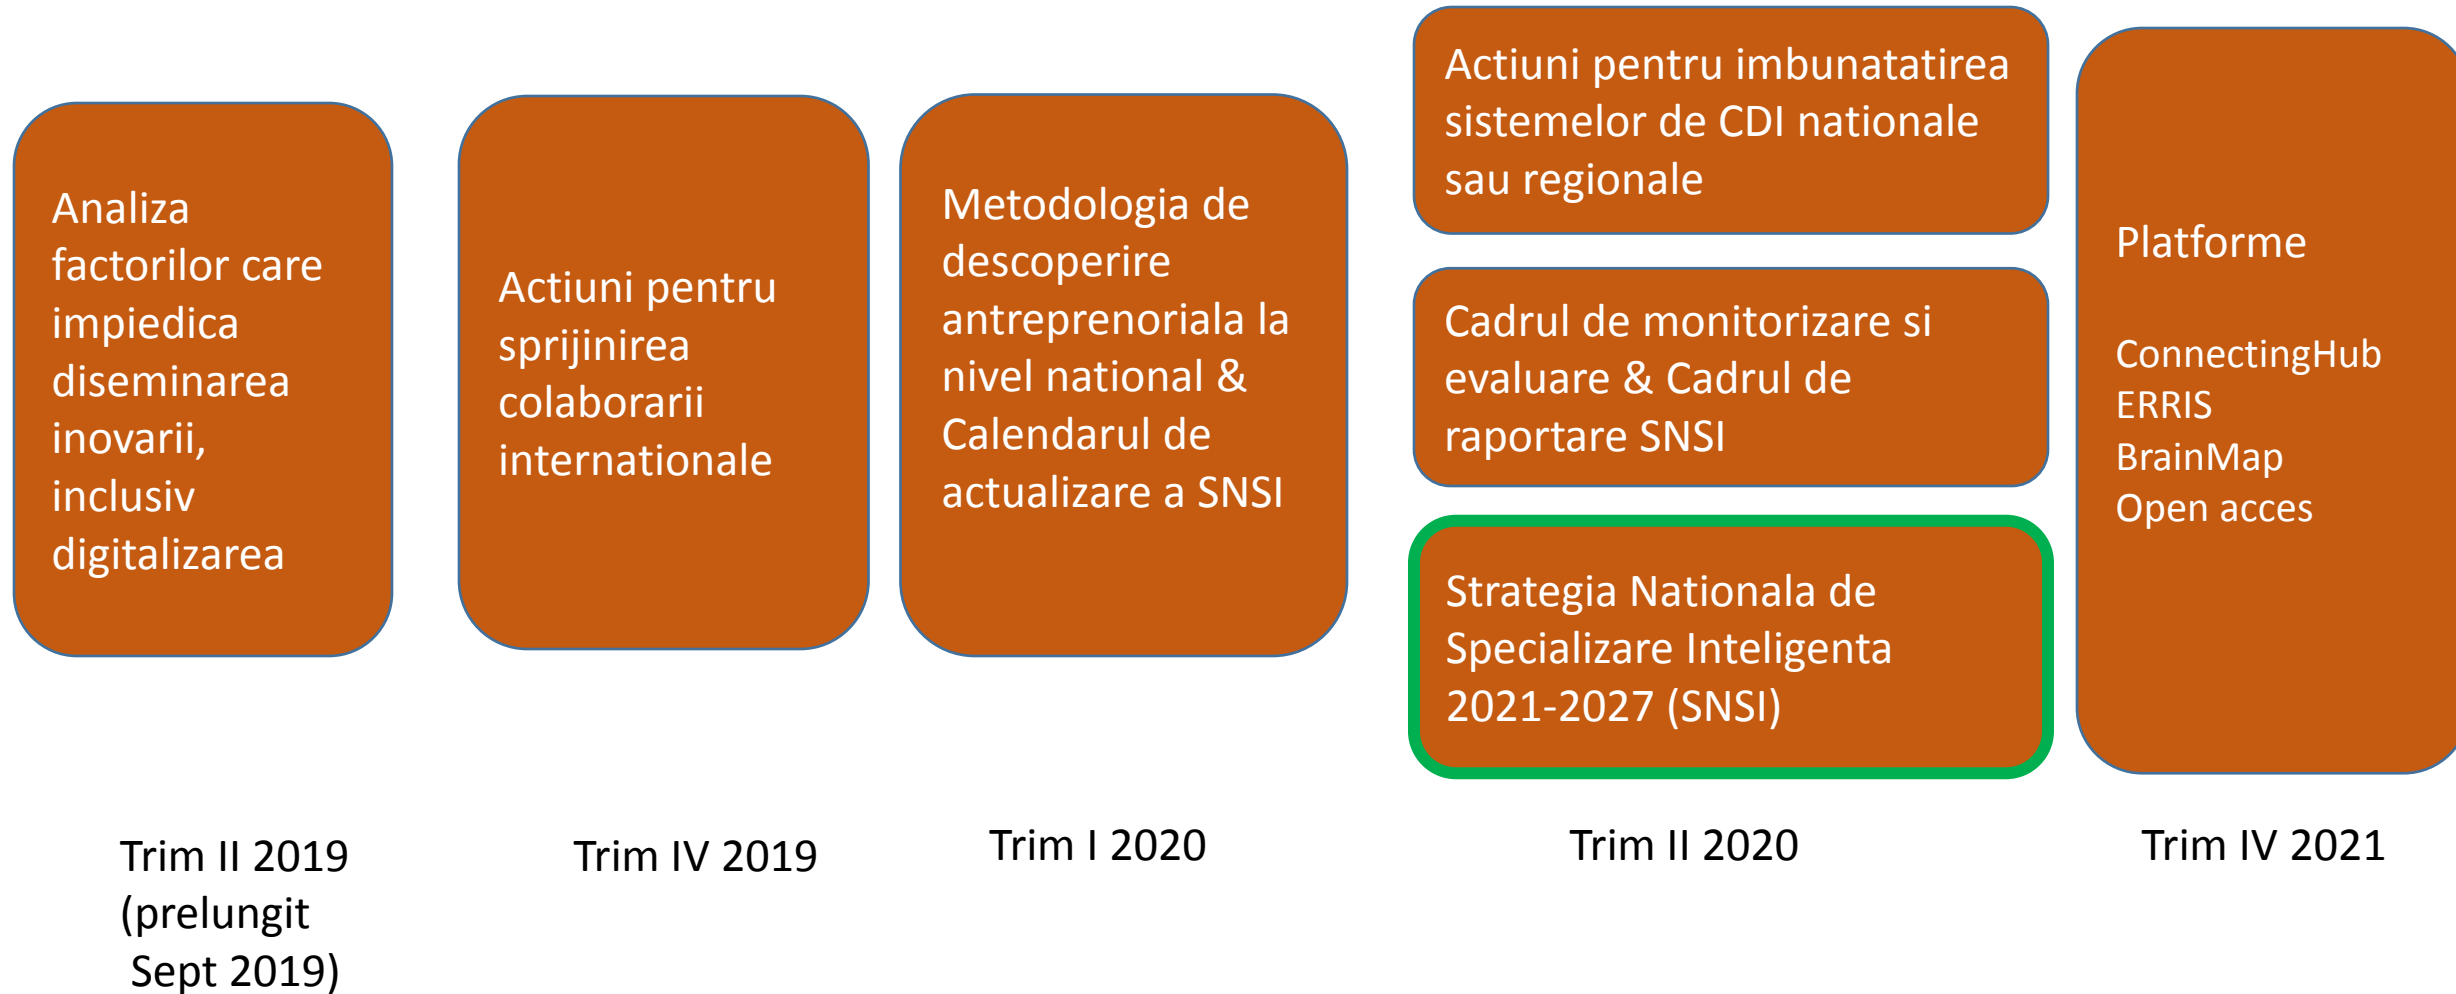 Analiza
factorilor care
impiedica
diseminarea
inovarii,
inclusiv
digitalizarea
Actiuni pentru
sprijinirea
colaborarii
internationale
Metodologia de
descoperire
antreprenoriala la
nivel national &
Calendarul de
actualizare a SNSI
Actiuni pentru imbunatatirea
sistemelor de CDI nationale
sau regionale
Cadrul de monitorizare si
evaluare & Cadrul de
raportare SNSI
Strategia Nationala de
Specializare Inteligenta
2021-2027 (SNSI)
Platforme
ConnectingHub
ERRIS
BrainMap
Open acces
Trim II 2019
(prelungit
Sept 2019)
Trim IV 2019
Trim I 2020
Trim II 2020
Trim IV 2021